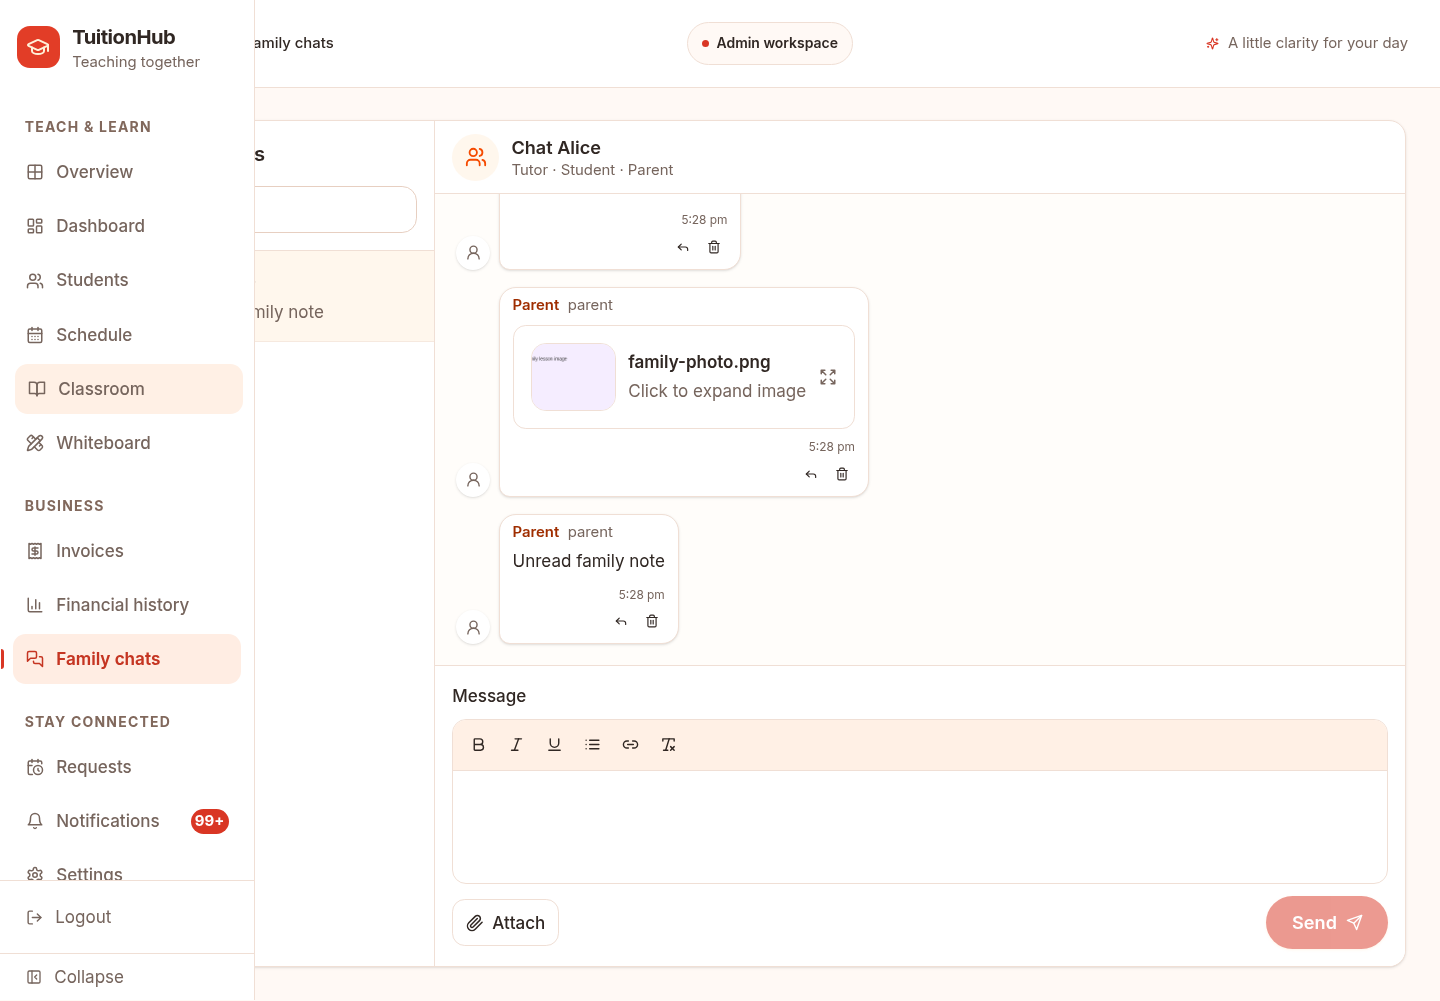 TuitionHub
Teaching together
TEACH & LEARN
Overview
Dashboard
Students
Schedule
Classroom
Whiteboard
BUSINESS
Invoices
Financial history
Family chats
STAY CONNECTED
Requests
Notifications 99+
Settings
Logout
Collapse
amily chats
Admin workspace
A little clarity for your day
s
mily note
Chat Alice
Tutor · Student · Parent
5:28 pm
Parent parent
ily lesson image
family-photo.png
Click to expand image
5:28 pm
Parent parent
Unread family note
5:28 pm
Message
Attach
Send